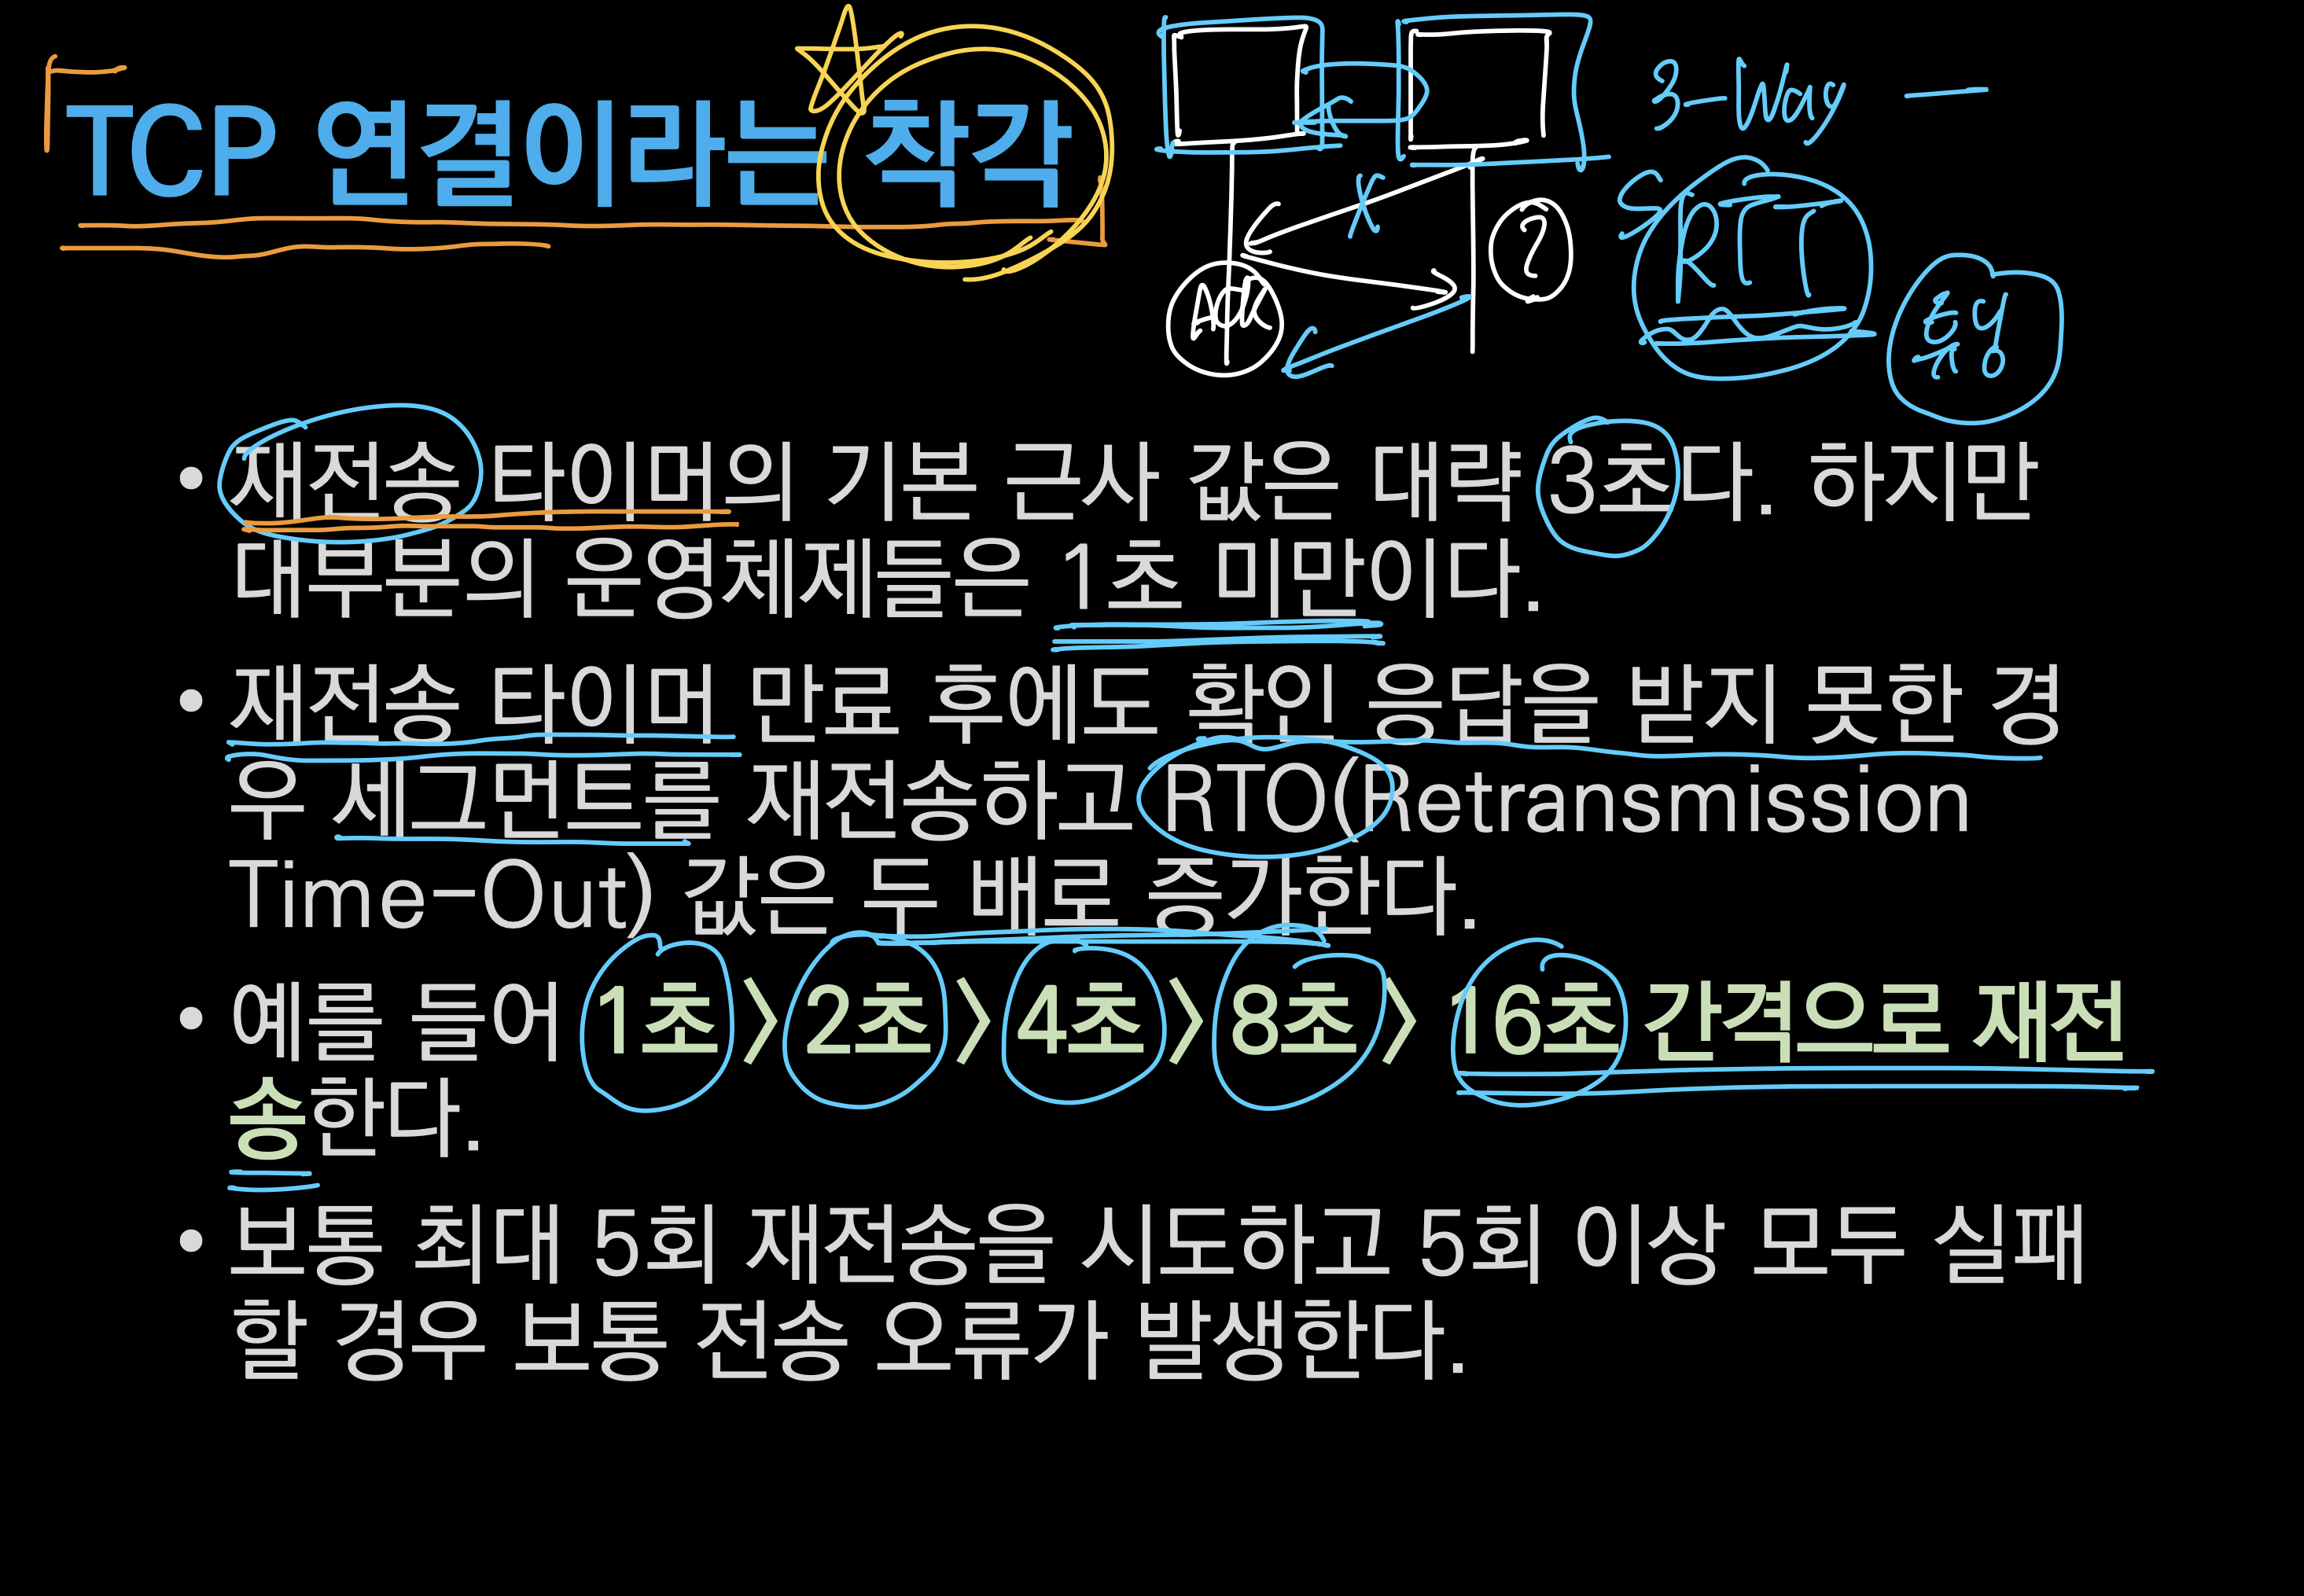 TCP 연결이라는 착각
3-way
RTT
ACK
?
• 재전송 타이머의 기본 근사 값은 대략 3초다. 하지만
대부분의 운영체제들은 1초 미만이다.
• 재전송 타이머 만료 후에도 확인 응답을 받지 못한 경
우 세그먼트를 재전송하고 RTO(Retransmission
Time-Out) 값은 두 배로 증가한다.
• 예를 들어 1초> 2초> 4초> 8초> 16초 간격으로 재전
송한다.
• 보통 최대 5회 재전송을 시도하고 5회 이상 모두 실패
할 경우 보통 전송 오류가 발생한다.